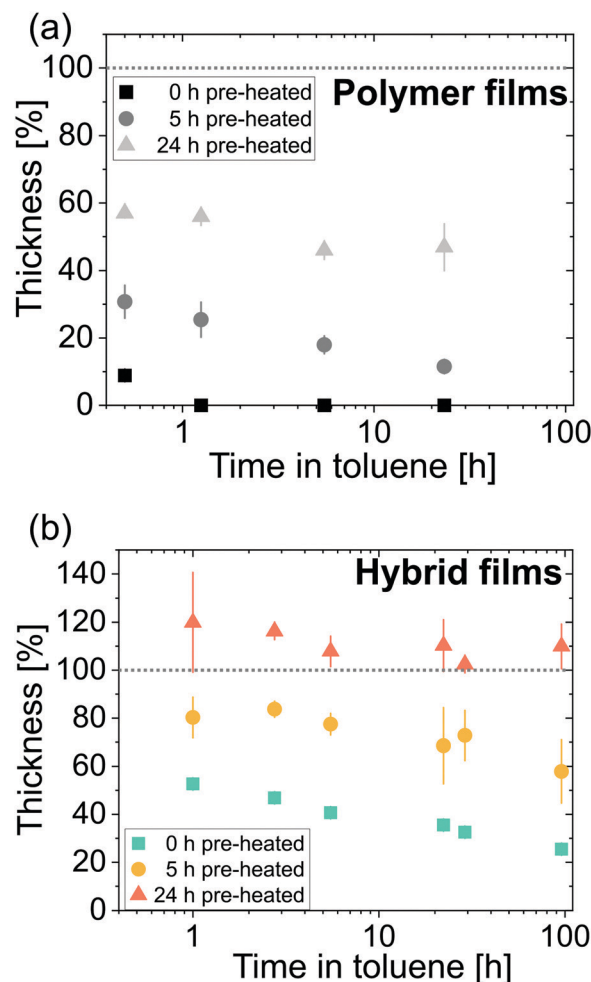 (a)
100
80
60
40
20
0
Thickness [%]
0 h pre-heated
5 h pre-heated
24 h pre-heated
Polymer films
1
10
100
Time in toluene [h]
(b)
140
120
100
80
60
40
20
0
Thickness [%]
Hybrid films
0 h pre-heated
5 h pre-heated
24 h pre-heated
1
10
100
Time in toluene [h]